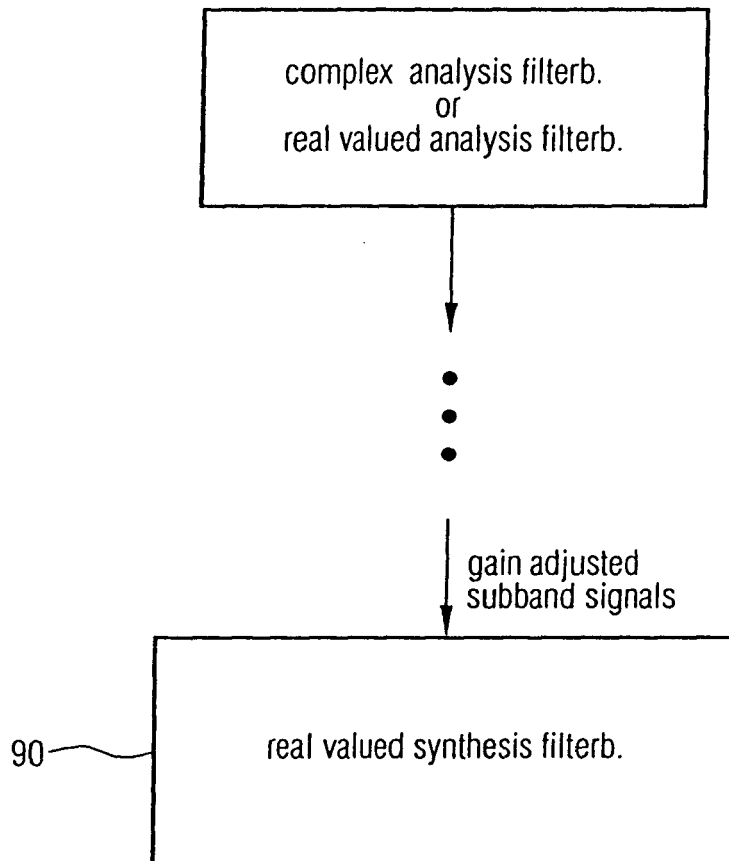 complex analysis filterb.
or
real valued analysis filterb.
gain adjusted
subband signals
90
real valued synthesis filterb.